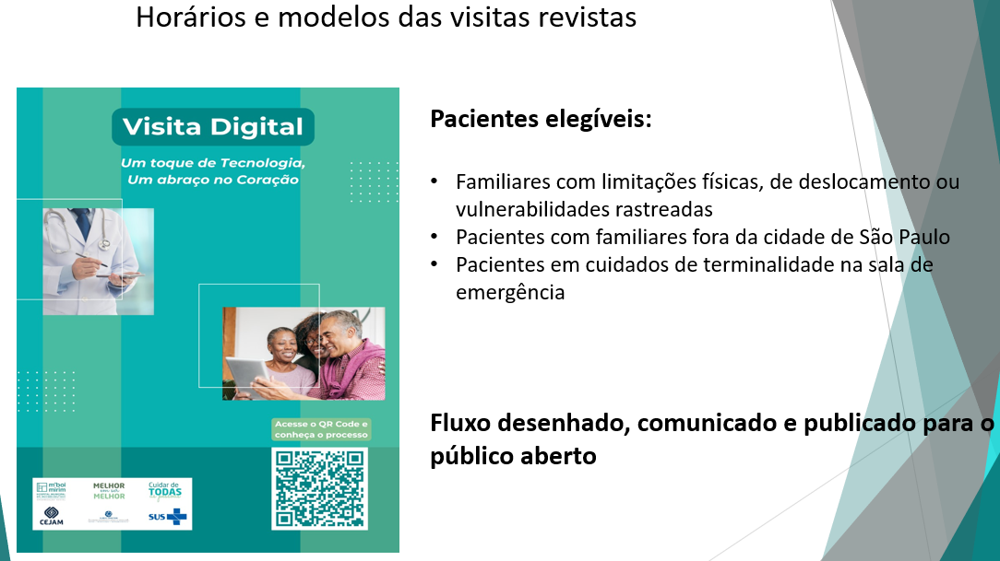 Horários e modelos das visitas revistas
Visita Digital
Um toque de Tecnologia,
Um abraço no Coração
Pacientes elegíveis:
• Familiares com limitações físicas, de deslocamento ou
vulnerabilidades rastreadas
• Pacientes com familiares fora da cidade de São Paulo
• Pacientes em cuidados de terminalidade na sala de
emergência
Fluxo desenhado, comunicado e publicado para o
público aberto
Acesse o QR Code e
conheça o processo
m'boi
mirim
MELHOR
MELHOR
Cuidar de
TODAS
CEJAM
SUS